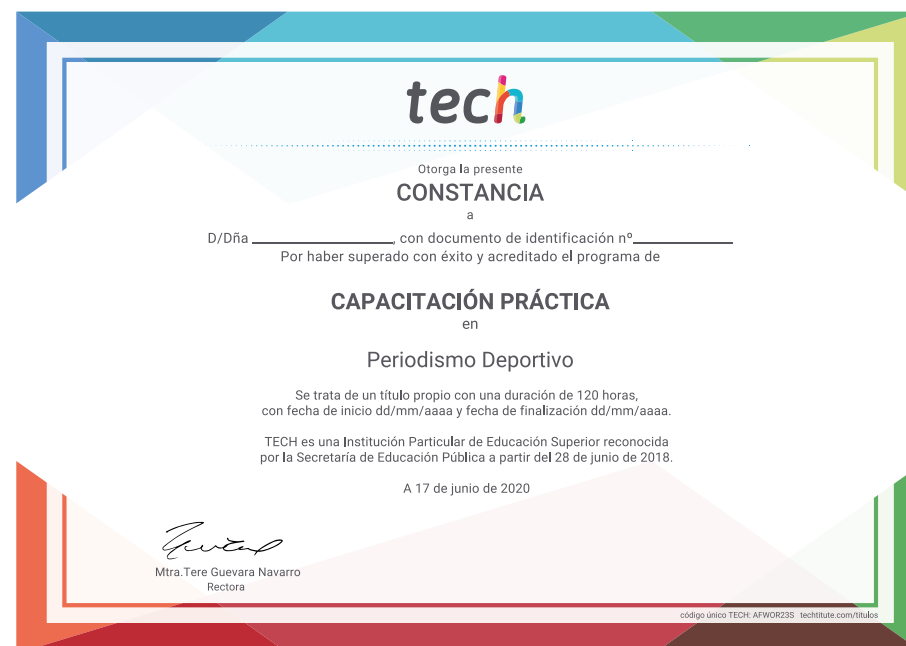 tech
Otorga la presente
CONSTANCIA
a
D/Dña ____________________, con documento de identificación nº______________
Por haber superado con éxito y acreditado el programa de
CAPACITACIÓN PRÁCTICA
en
Periodismo Deportivo
Se trata de un título propio con una duración de 120 horas,
con fecha de inicio dd/mm/aaaa y fecha de finalización dd/mm/aaaa.
TECH es una Institución Particular de Educación Superior reconocida
por la Secretaría de Educación Pública a partir del 28 de junio de 2018.
A 17 de junio de 2020
Mtra.Tere Guevara Navarro
Rectora
código único TECH: AFWOR23S techtitute.com/titulos